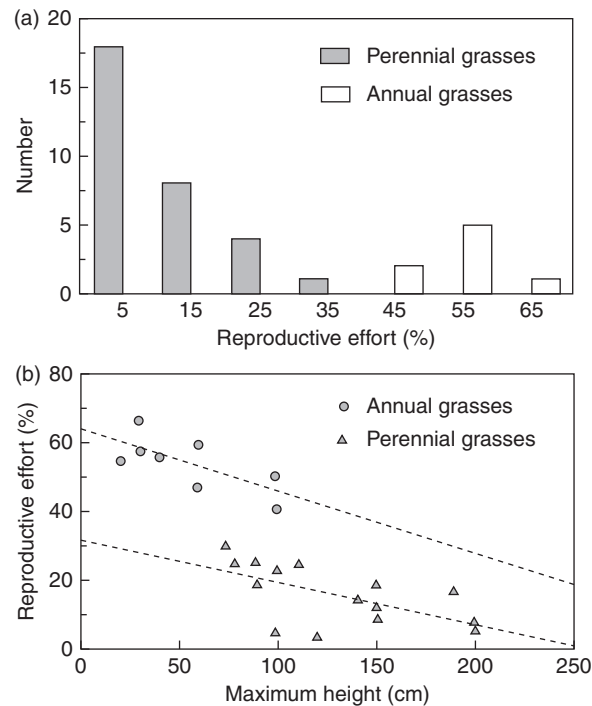 (a)
20
15
10
5
0
Number
Perennial grasses
Annual grasses
5 15 25 35 45 55 65
Reproductive effort (%)
(b)
80
60
40
20
0
Reproductive effort (%)
Annual grasses
Perennial grasses
0 50 100 150 200 250
Maximum height (cm)